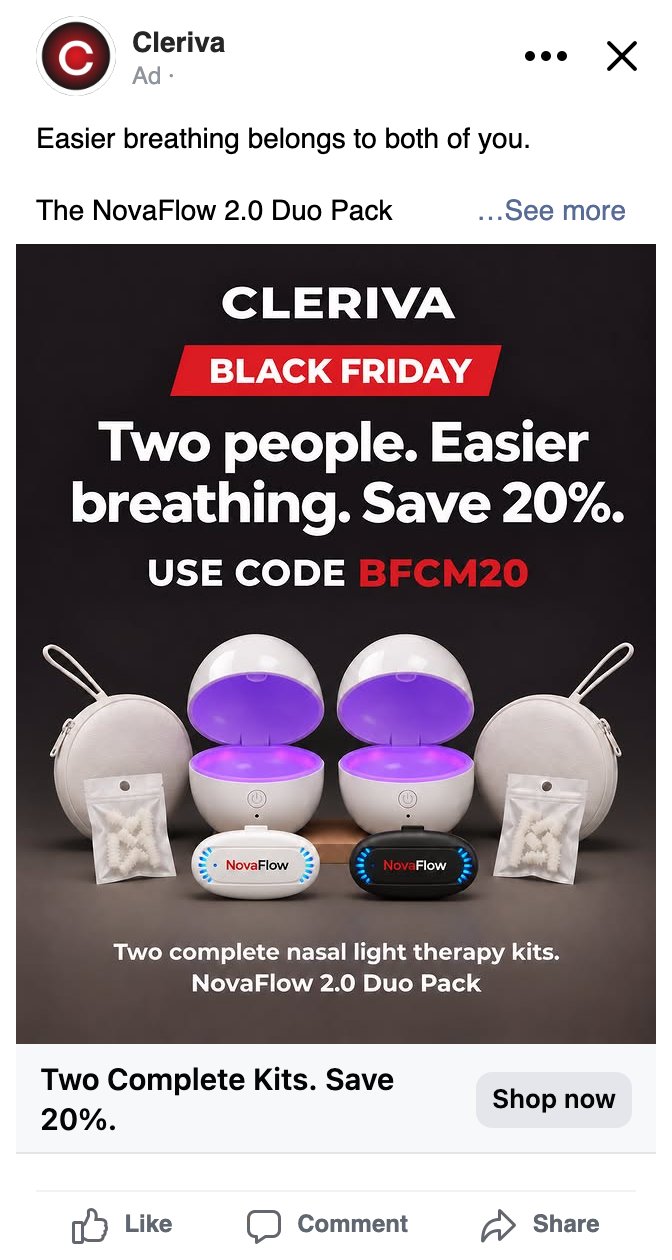 C
Cleriva
Ad ·
Easier breathing belongs to both of you.
The NovaFlow 2.0 Duo Pack
...See more
CLERIVA
BLACK FRIDAY
Two people. Easier
breathing. Save 20%.
USE CODE BFCM20
NovaFlow
NovaFlow
Two complete nasal light therapy kits.
NovaFlow 2.0 Duo Pack
Two Complete Kits. Save
20%.
Shop now
Like
Comment
Share